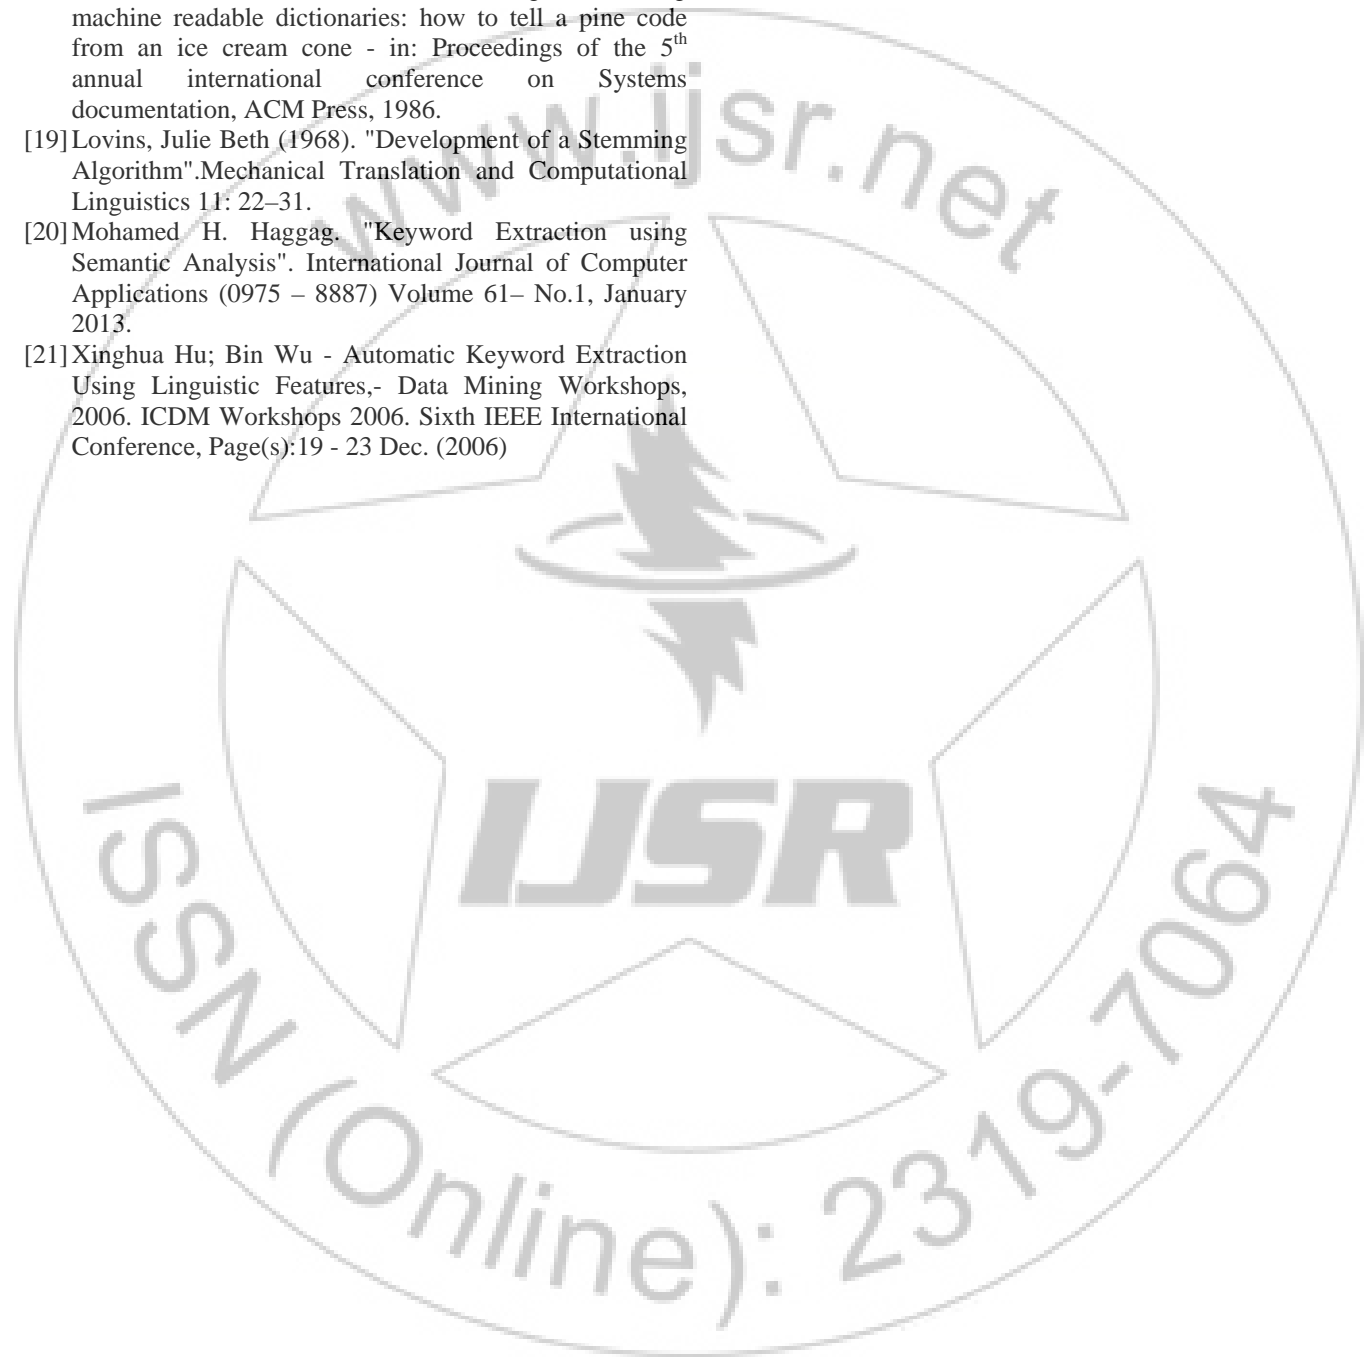 machine readable dictionaries: how to tell a pine code
from an ice cream cone - in: Proceedings of the 5th
annual international conference on Systems
documentation, ACM Press, 1986.
[19] Lovins, Julie Beth (1968). "Development of a Stemming
Algorithm".Mechanical Translation and Computational
Linguistics 11: 22–31.
[20] Mohamed H. Haggag. "Keyword Extraction using
Semantic Analysis". International Journal of Computer
Applications (0975 – 8887) Volume 61– No.1, January
2013.
[21] Xinghua Hu; Bin Wu - Automatic Keyword Extraction
Using Linguistic Features,- Data Mining Workshops,
2006. ICDM Workshops 2006. Sixth IEEE International
Conference, Page(s):19 - 23 Dec. (2006)
www.ijsr.net
IJSR
ISSN (Online): 2319-7064